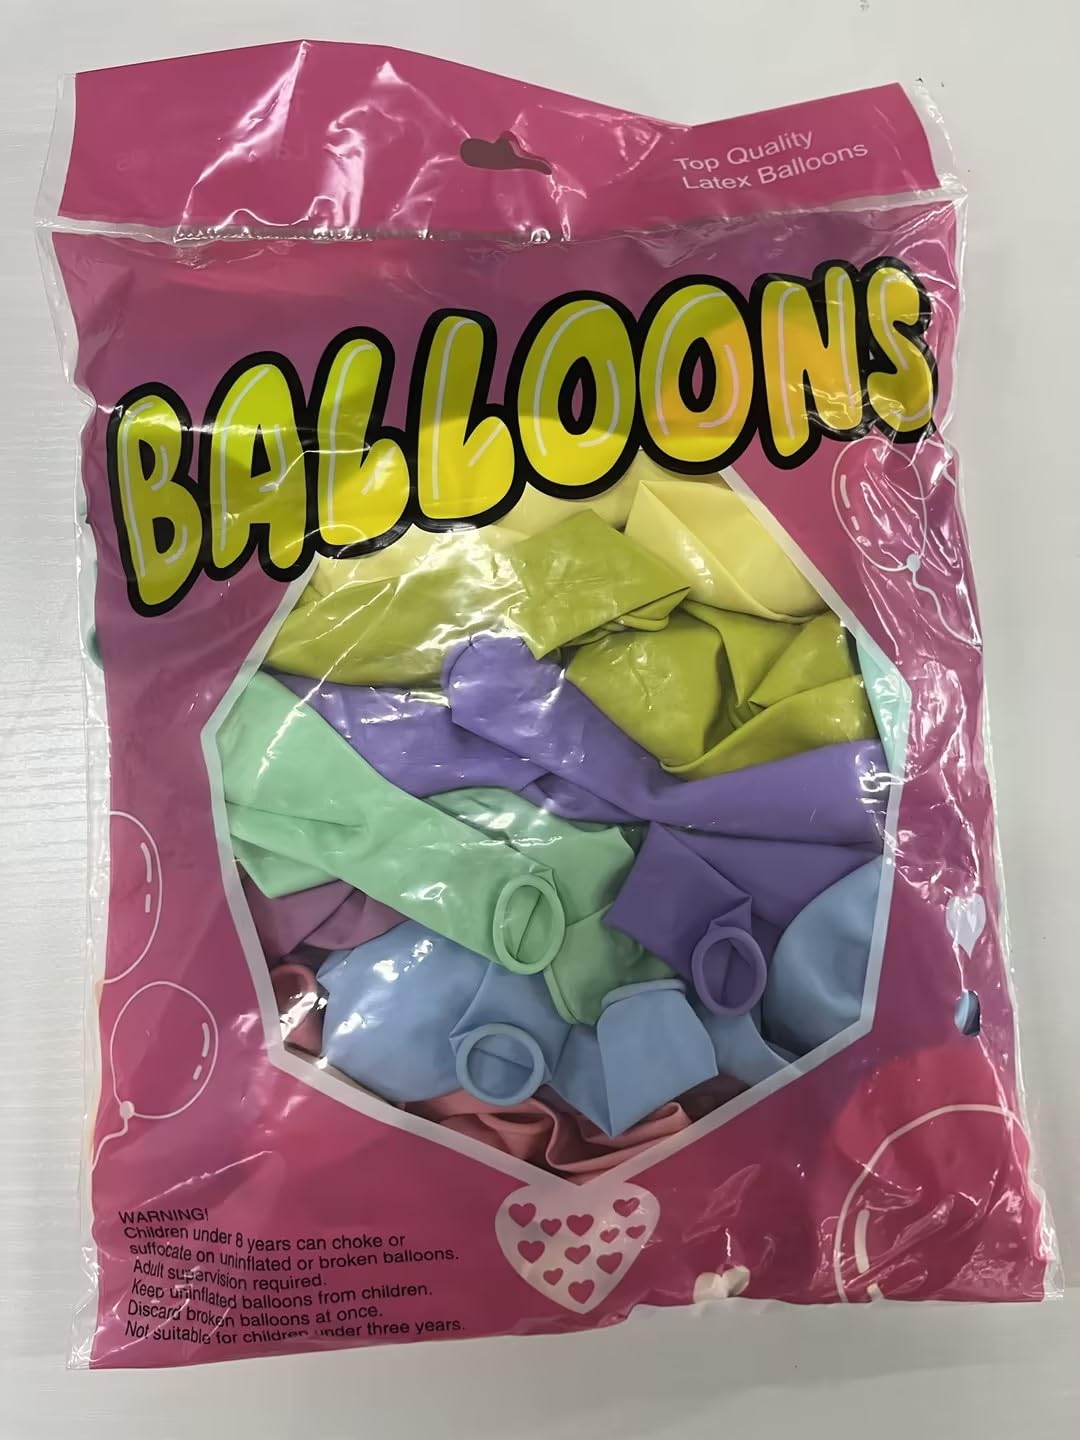 Top Quality
Latex Balloons
BALLOONS
WARNING!
Children under 8 years can choke or
suffocate on uninflated or broken balloons.
Adult supervision required.
Keep uninflated balloons from children.
Discard broken balloons at once.
Not suitable for children under three years.